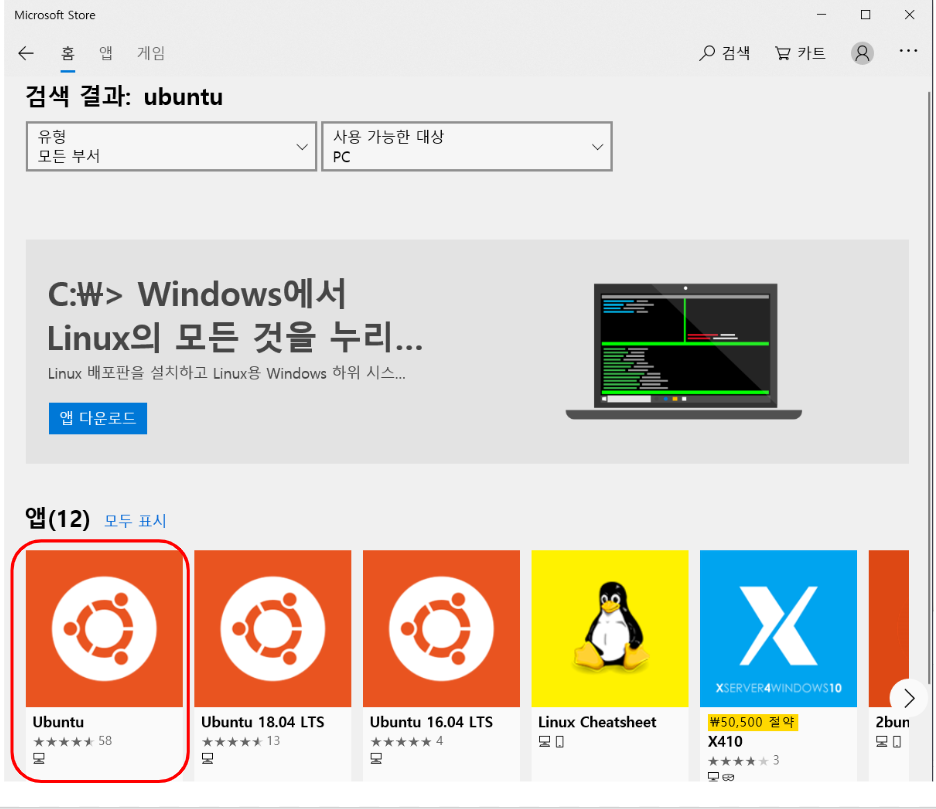 Microsoft Store
홈 앱 게임 검색 카트
검색 결과: ubuntu
유형
모든 부서
사용 가능한 대상
PC
C:₩> Windows에서
Linux의 모든 것을 누리...
Linux 배포판을 설치하고 Linux용 Windows 하위 시스...
앱 다운로드
앱(12) 모두 표시
XSERVER4WINDOWS10
Ubuntu
58
Ubuntu 18.04 LTS
13
Ubuntu 16.04 LTS
4
Linux Cheatsheet
₩50,500 절약
X410
3
2bun